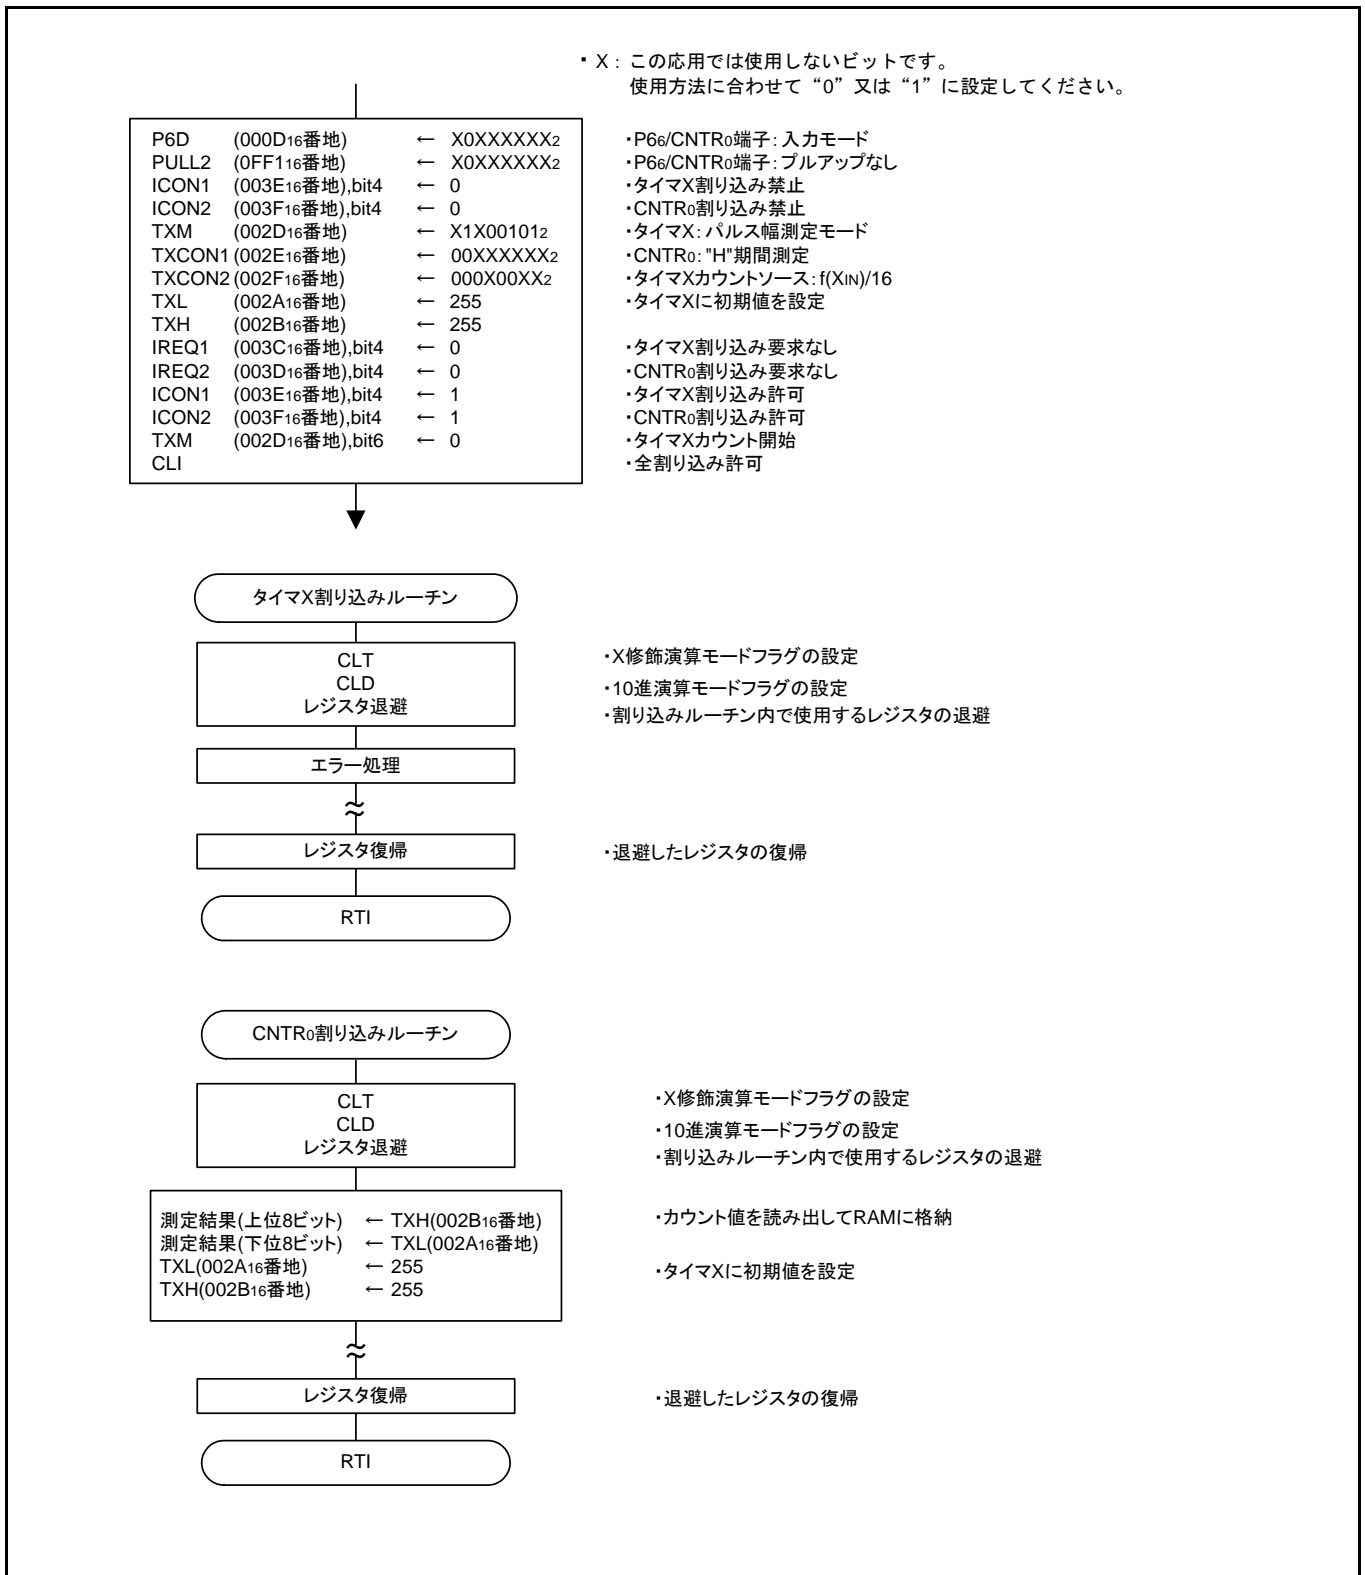 ・ X： この応用では使用しないビットです。
使用方法に合わせて“0”又は“1”に設定してください。
P6D (000D16番地) ← X0XXXXXX2 ・P66/CNTR0端子：入力モード
PULL2 (0FF116番地) ← X0XXXXXX2 ・P66/CNTR0端子：プルアップなし
ICON1 (003E16番地),bit4 ← 0 ・タイマX割り込み禁止
ICON2 (003F16番地),bit4 ← 0 ・CNTR0割り込み禁止
TXM (002D16番地) ← X1X001012 ・タイマX：パルス幅測定モード
TXCON1 (002E16番地) ← 00XXXXXX2 ・CNTR0："H"期間測定
TXCON2 (002F16番地) ← 000X00XX2 ・タイマXカウントソース：f(XIN)/16
TXL (002A16番地) ← 255 ・タイマXに初期値を設定
TXH (002B16番地) ← 255
IREQ1 (003C16番地),bit4 ← 0 ・タイマX割り込み要求なし
IREQ2 (003D16番地),bit4 ← 0 ・CNTR0割り込み要求なし
ICON1 (003E16番地),bit4 ← 1 ・タイマX割り込み許可
ICON2 (003F16番地),bit4 ← 1 ・CNTR0割り込み許可
TXM (002D16番地),bit6 ← 0 ・タイマXカウント開始
CLI ・全割り込み許可
タイマX割り込みルーチン
CLT ・X修飾演算モードフラグの設定
CLD ・10進演算モードフラグの設定
レジスタ退避 ・割り込みルーチン内で使用するレジスタの退避
エラー処理
レジスタ復帰 ・退避したレジスタの復帰
RTI
CNTR0割り込みルーチン
CLT ・X修飾演算モードフラグの設定
CLD ・10進演算モードフラグの設定
レジスタ退避 ・割り込みルーチン内で使用するレジスタの退避
測定結果(上位8ビット) ← TXH(002B16番地) ・カウント値を読み出してRAMに格納
測定結果(下位8ビット) ← TXL(002A16番地)
TXL(002A16番地) ← 255 ・タイマXに初期値を設定
TXH(002B16番地) ← 255
レジスタ復帰 ・退避したレジスタの復帰
RTI